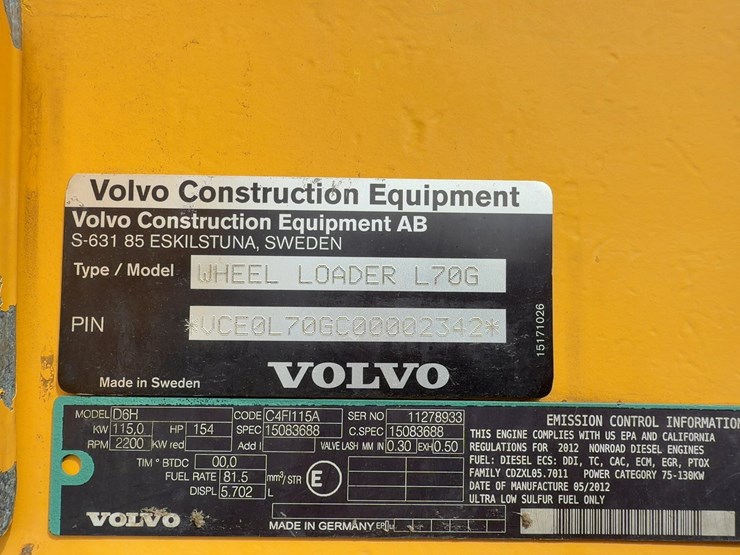 Volvo Construction Equipment
Volvo Construction Equipment AB
S-631 85 ESKILSTUNA, SWEDEN
Type / Model WHEEL LOADER L70G
PIN *VCE0L70GC00002342*
15171026
VOLVO
Made in Sweden
MODEL D6H CODE C4FI115A SER NO 11278933
KW 115,0 HP 154 SPEC 15083688 C.SPEC 15083688
RPM 2200 KW red Add I VALVE LASH MM IN 0.30 EXH 0.50
TIM ° BTDC 00,0
FUEL RATE 81.5 mm³/STR E
DISPL 5.702 L
VOLVO
MADE IN GERMANY
EMISSION CONTROL INFORMATION
THIS ENGINE COMPLIES WITH US EPA AND CALIFORNIA
REGULATIONS FOR 2012 NONROAD DIESEL ENGINES
FUEL: DIESEL ECS: DDI, TC, CAC, ECM, EGR, PTOX
FAMILY CDZXL05.7011 POWER CATEGORY 75-130KW
DATE OF MANUFACTURE 05/2012
ULTRA LOW SULFUR FUEL ONLY